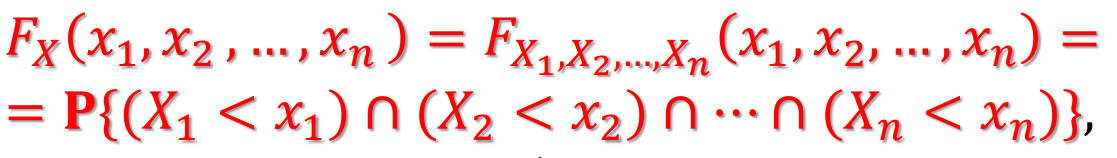 F_X(x_1, x_2 , … , x_n ) = F_{X_1,X_2,…,X_n}(x_1, x_2, … , x_n) =
= P{(X_1 < x_1) ∩ (X_2 < x_2) ∩ ⋯ ∩ (X_n < x_n)},